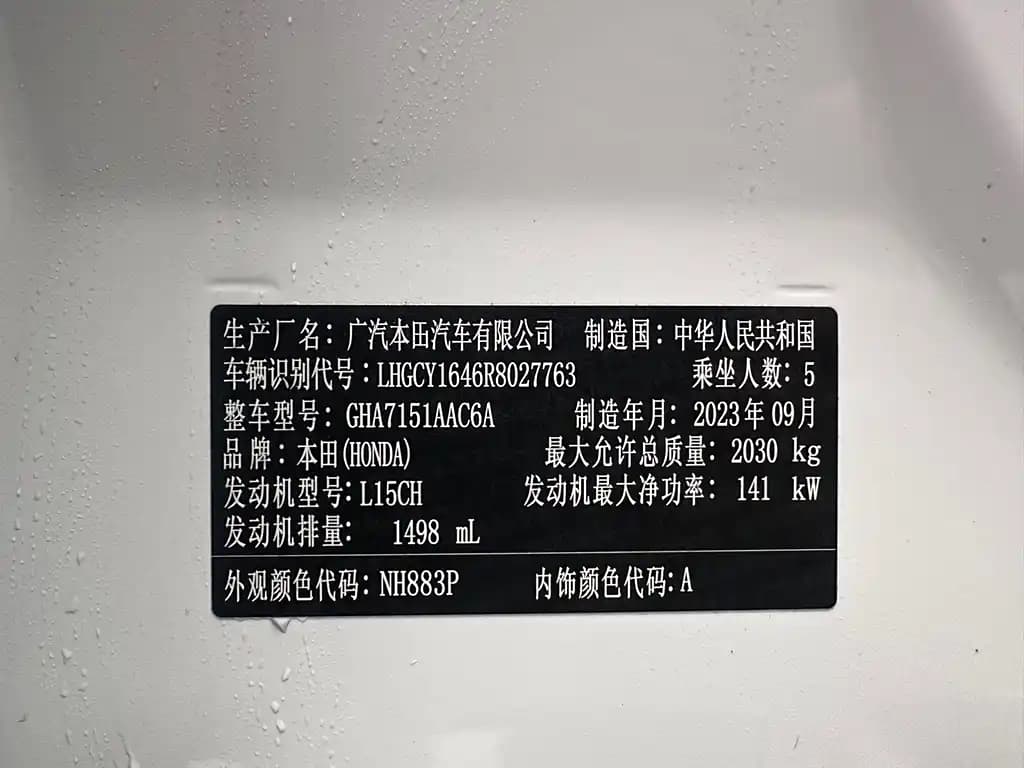 生产厂名：广汽本田汽车有限公司 制造国：中华人民共和国
车辆识别代号：LHGCY1646R8027763 乘坐人数：5
整车型号：GHA7151AAC6A 制造年月：2023年09月
品牌：本田(HONDA) 最大允许总质量：2030 kg
发动机型号：L15CH 发动机最大净功率：141 kW
发动机排量： 1498 mL
外观颜色代码：NH883P 内饰颜色代码：A